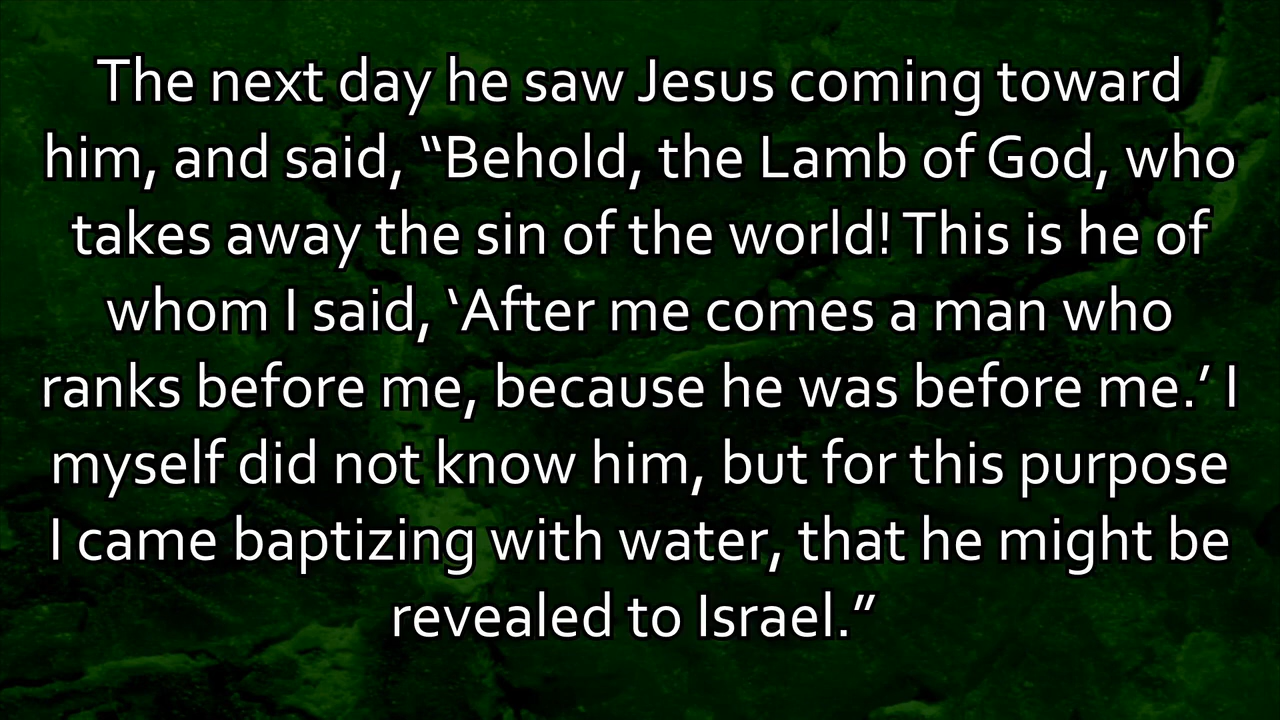 The next day he saw Jesus coming toward
him, and said, “Behold, the Lamb of God, who
takes away the sin of the world! This is he of
whom I said, ‘After me comes a man who
ranks before me, because he was before me.’ I
myself did not know him, but for this purpose
I came baptizing with water, that he might be
revealed to Israel.”